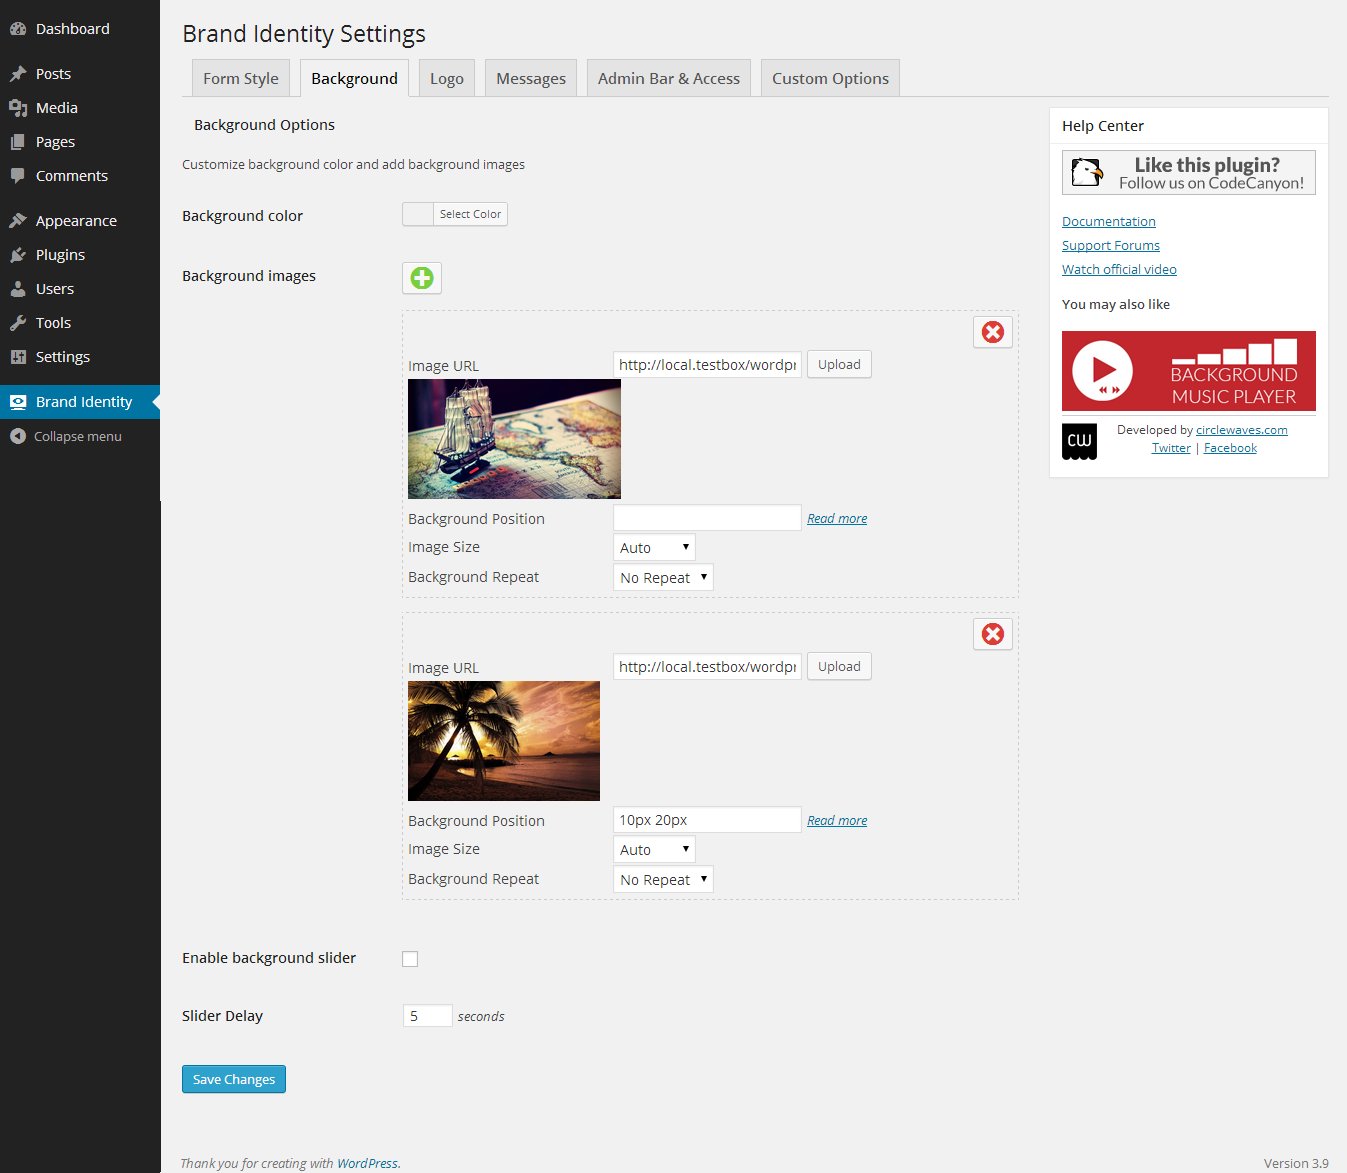 Dashboard
Posts
Media
Pages
Comments
Appearance
Plugins
Users
Tools
Settings
Brand Identity
Collapse menu
Brand Identity Settings
Form Style
Background
Logo
Messages
Admin Bar & Access
Custom Options
Background Options
Customize background color and add background images
Background color
Select Color
Background images
Image URL
http://local.testbox/wordpr
Upload
Background Position
Read more
Image Size
Auto
Background Repeat
No Repeat
Image URL
http://local.testbox/wordpr
Upload
Background Position
10px 20px
Read more
Image Size
Auto
Background Repeat
No Repeat
Enable background slider
Slider Delay
5 seconds
Save Changes
Help Center
Like this plugin?
Follow us on CodeCanyon!
Documentation
Support Forums
Watch official video
You may also like
BACKGROUND
MUSIC PLAYER
CW
Developed by circlewaves.com
Twitter | Facebook
Thank you for creating with WordPress.
Version 3.9